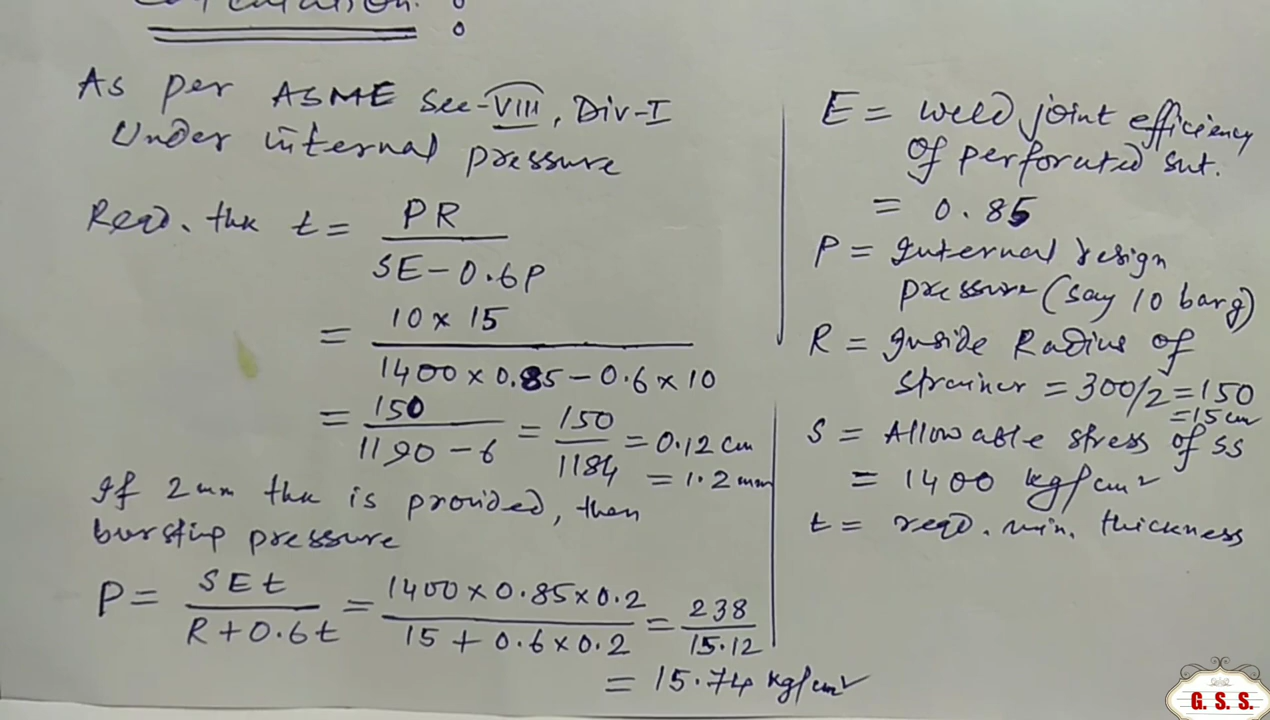 Calculation :
As per ASME Sec-VIII, Div-I
Under internal pressure
Reqd. thk t = PR / SE - 0.6P
= 10 x 15 / 1400 x 0.85 - 0.6 x 10
= 150 / 1190 - 6 = 150 / 1184 = 0.12 cm
= 1.2 mm
If 2 mm thk is provided, then
bursting pressure
P = SEt / R + 0.6t = 1400 x 0.85 x 0.2 / 15 + 0.6 x 0.2 = 238 / 15.12
= 15.74 kgf/cm²
E = Weld joint efficiency
of perforated sht.
= 0.85
P = Internal design
pressure (say 10 barg)
R = Inside Radius of
strainer = 300/2 = 150
= 15 cm
S = Allowable stress of SS
= 1400 kgf/cm²
t = reqd. min. thickness
G. S. S.